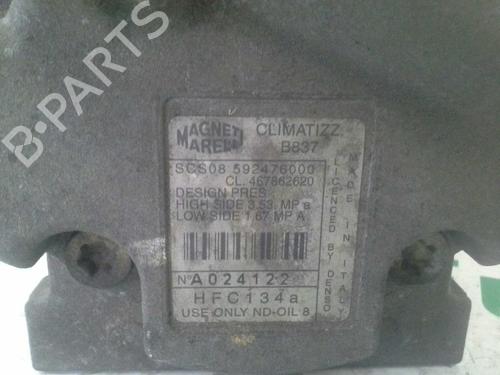 B-PARTS
MAGNETI MARELLI
CLIMATIZZ.
B837
SCS08 592476000
CL. 467862620
DESIGN PRES.
HIGH SIDE 3.53 MP a
LOW SIDE 1.67 MP A
N° A024122
HFC134a
USE ONLY ND-OIL 8
LICENCED BY DENSO
MADE IN ITALY